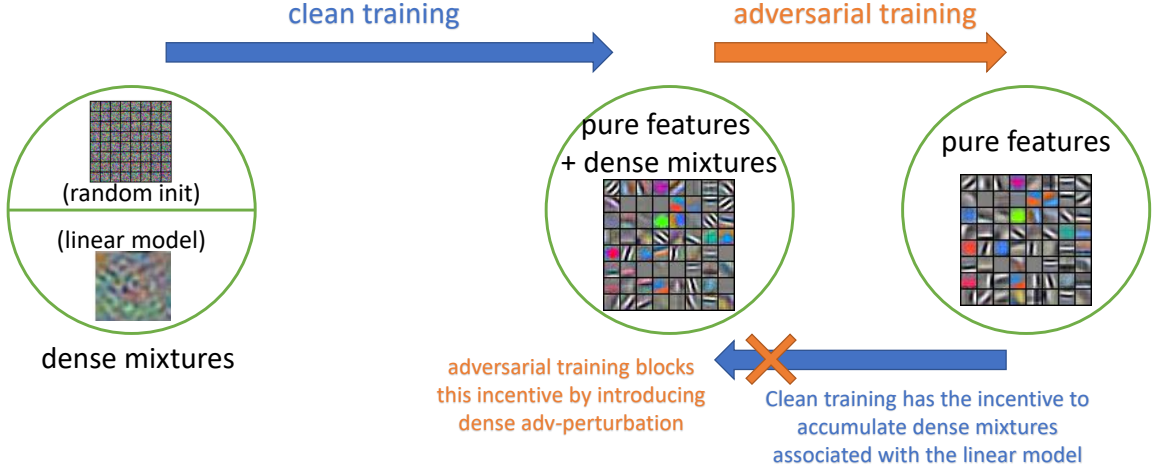 clean training
adversarial training
(random init)
(linear model)
dense mixtures
pure features
+ dense mixtures
pure features
adversarial training blocks
this incentive by introducing
dense adv-perturbation
Clean training has the incentive to
accumulate dense mixtures
associated with the linear model